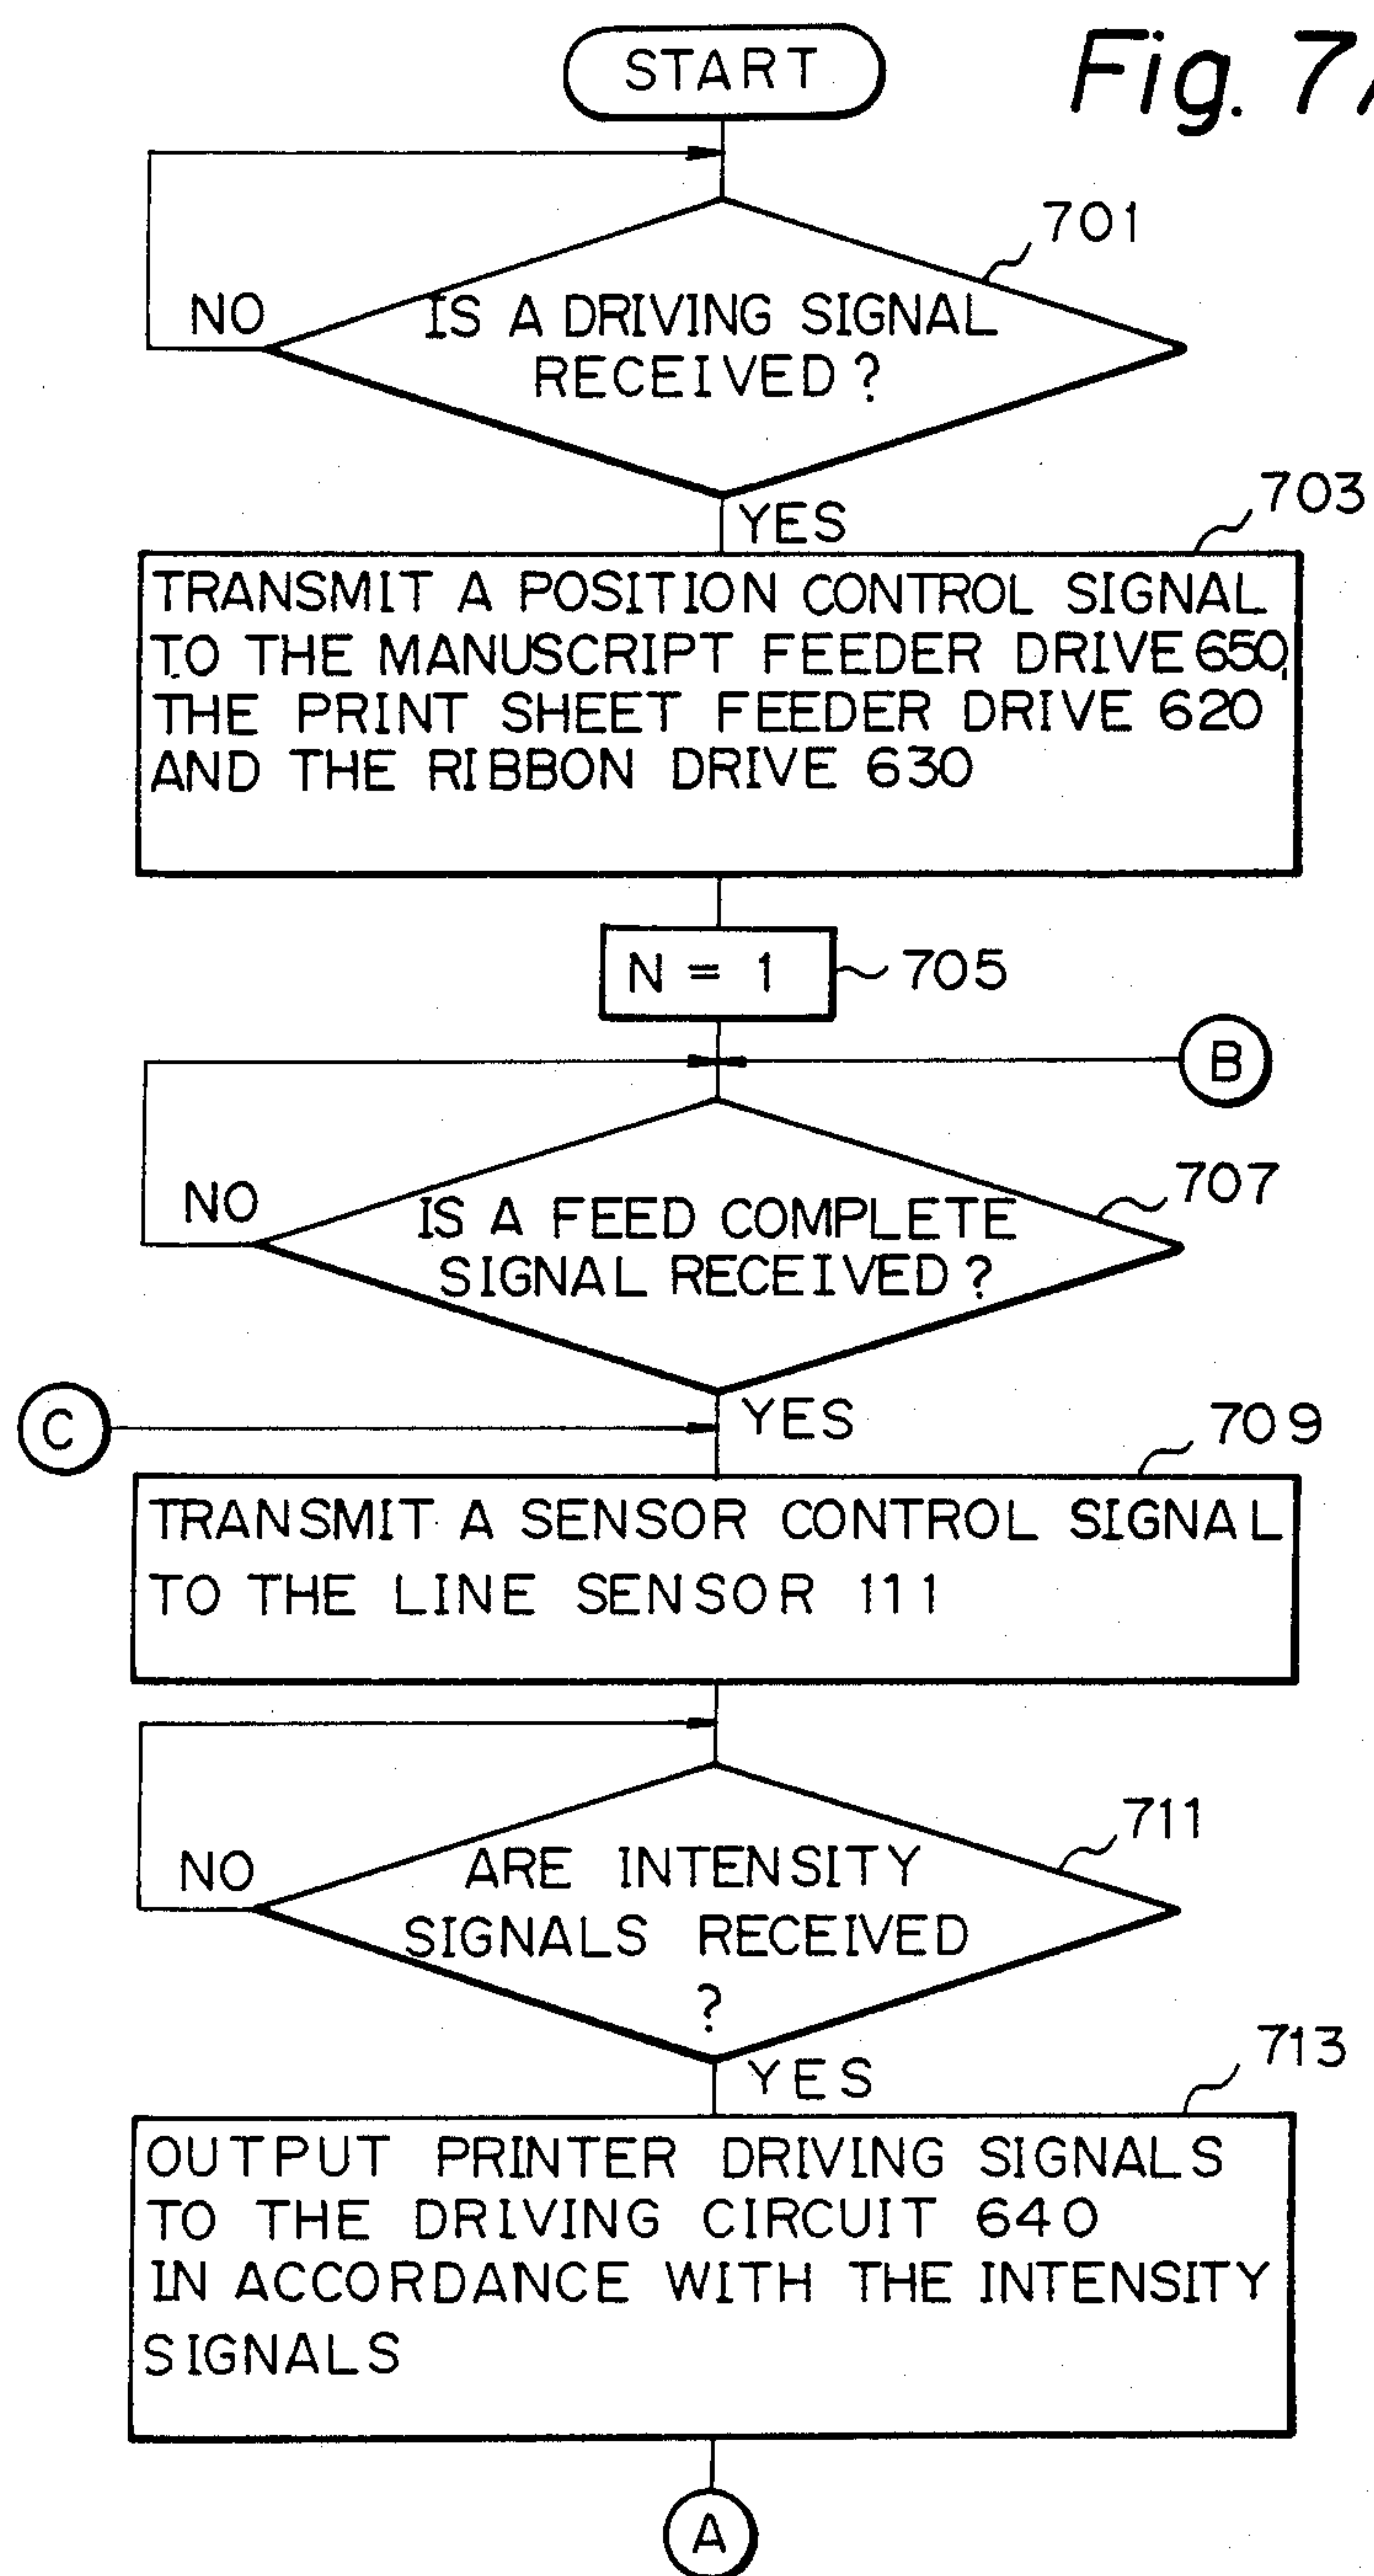 START
Fig. 7A
701
NO
IS A DRIVING SIGNAL
RECEIVED ?
YES
703
TRANSMIT A POSITION CONTROL SIGNAL
TO THE MANUSCRIPT FEEDER DRIVE 650,
THE PRINT SHEET FEEDER DRIVE 620
AND THE RIBBON DRIVE 630
N = 1
705
B
NO
707
IS A FEED COMPLETE
SIGNAL RECEIVED ?
C
YES
709
TRANSMIT A SENSOR CONTROL SIGNAL
TO THE LINE SENSOR 111
711
NO
ARE INTENSITY
SIGNALS RECEIVED
?
YES
713
OUTPUT PRINTER DRIVING SIGNALS
TO THE DRIVING CIRCUIT 640
IN ACCORDANCE WITH THE INTENSITY
SIGNALS
A